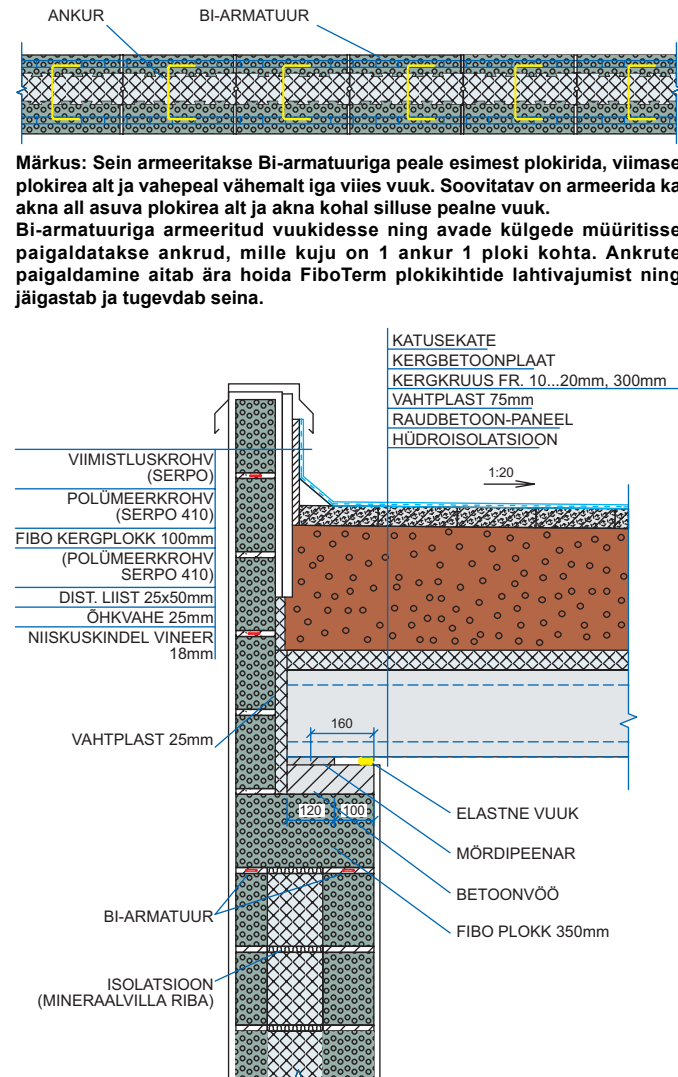 ANKUR
BI-ARMATUUR
Märkus: Sein armeeritakse Bi-armatuuriga peale esimest plokirida, viimase
plokirea alt ja vahepeal vähemalt iga viies vuuk. Soovitatav on armeerida ka
akna all asuva plokirea alt ja akna kohal silluse pealne vuuk.
Bi-armatuuriga armeeritud vuukidesse ning avade külgede müüritisse
paigaldatakse ankrud, mille kuju on 1 ankur 1 ploki kohta. Ankrute
paigaldamine aitab ära hoida FiboTerm plokikihtide lahtivajumist ning
jäigastab ja tugevdab seina.
KATUSEKATE
KERGBETOONPLAAT
KERGKRUUS FR. 10...20mm, 300mm
VAHTPLAST 75mm
RAUDBETOON-PANEEL
HÜDROISOLATSIOON
1:20
VIIMISTLUSKROHV
(SERPO)
POLÜMEERKROHV
(SERPO 410)
FIBO KERGPLOKK 100mm
(POLÜMEERKROHV
SERPO 410)
DIST. LIIST 25x50mm
ÕHKVAHE 25mm
NIISKUSKINDEL VINEER
18mm
160
VAHTPLAST 25mm
120
100
ELASTNE VUUK
MÖRDIPEENAR
BETOONVÖÖ
FIBO PLOKK 350mm
BI-ARMATUUR
ISOLATSIOON
(MINERAALVILLA RIBA)